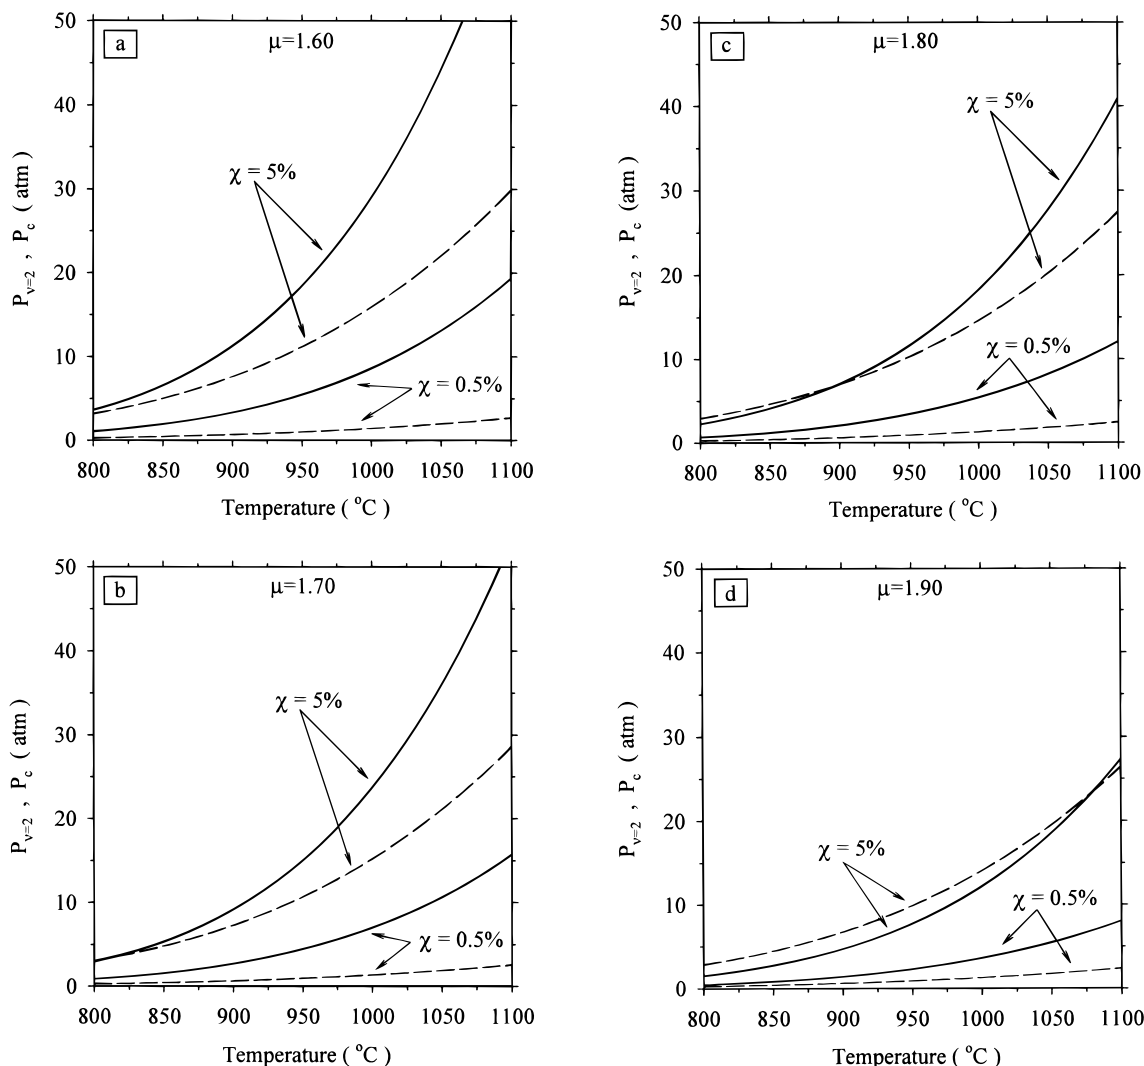 a
μ=1.60
50
40
30
20
10
0
χ = 5%
χ = 0.5%
P_ν=2 , P_c ( atm )
800 850 900 950 1000 1050 1100
Temperature ( °C )
c
μ=1.80
50
40
30
20
10
0
χ = 5%
χ = 0.5%
P_ν=2 , P_c (atm )
800 850 900 950 1000 1050 1100
Temperature ( °C )
b
μ=1.70
50
40
30
20
10
0
χ = 5%
χ = 0.5%
P_ν=2 , P_c ( atm )
800 850 900 950 1000 1050 1100
Temperature ( °C )
d
μ=1.90
50
40
30
20
10
0
χ = 5%
χ = 0.5%
P_ν=2 , P_c ( atm )
800 850 900 950 1000 1050 1100
Temperature ( °C )